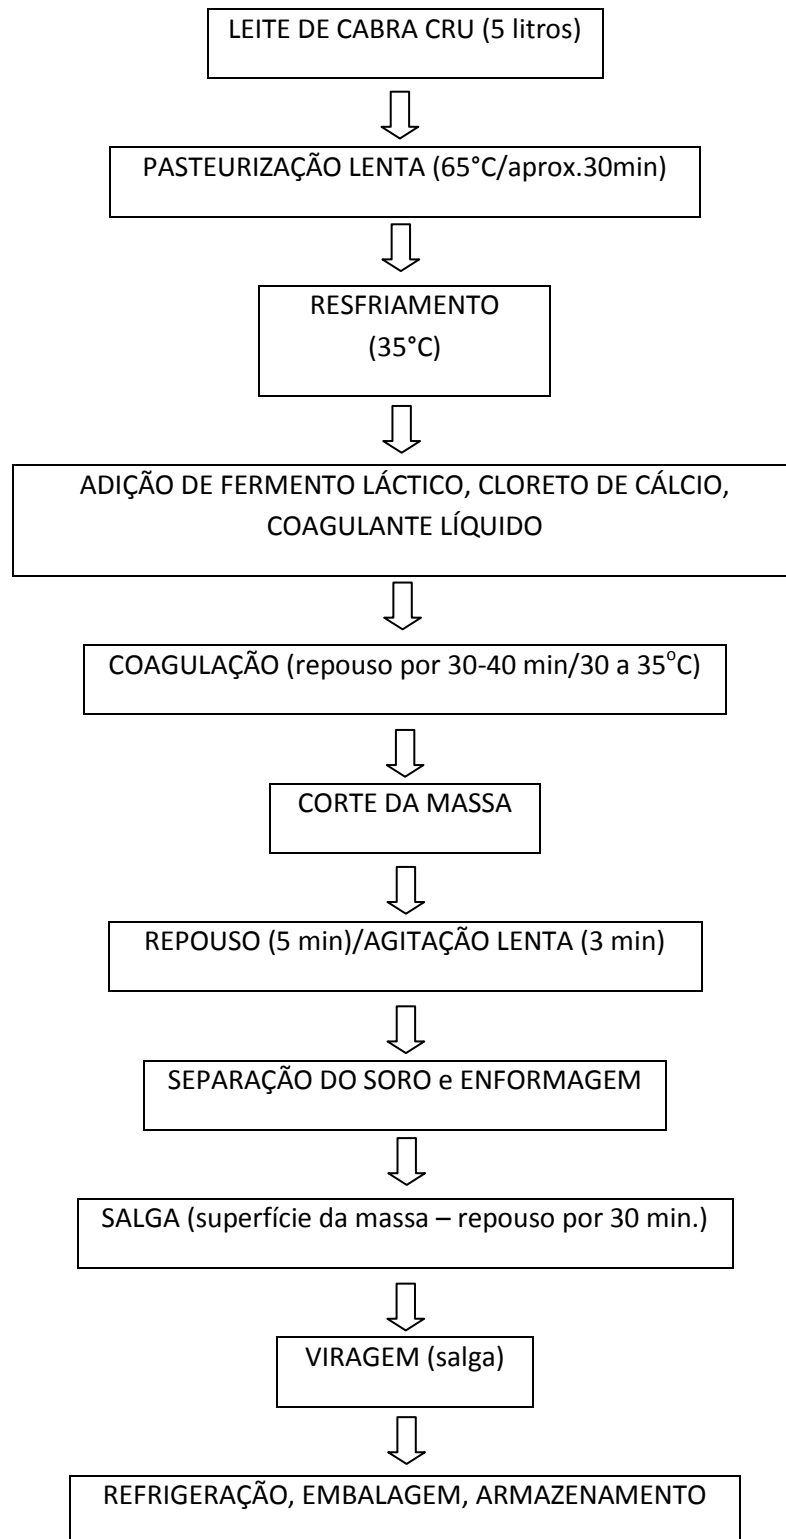 LEITE DE CABRA CRU (5 litros)
PASTEURIZAÇÃO LENTA (65°C/aprox.30min)
RESFRIAMENTO
(35°C)
ADIÇÃO DE FERMENTO LÁCTICO, CLORETO DE CÁLCIO,
COAGULANTE LÍQUIDO
COAGULAÇÃO (repouso por 30-40 min/30 a 35°C)
CORTE DA MASSA
REPOUSO (5 min)/AGITAÇÃO LENTA (3 min)
SEPARAÇÃO DO SORO e ENFORMAGEM
SALGA (superfície da massa – repouso por 30 min.)
VIRAGEM (salga)
REFRIGERAÇÃO, EMBALAGEM, ARMAZENAMENTO